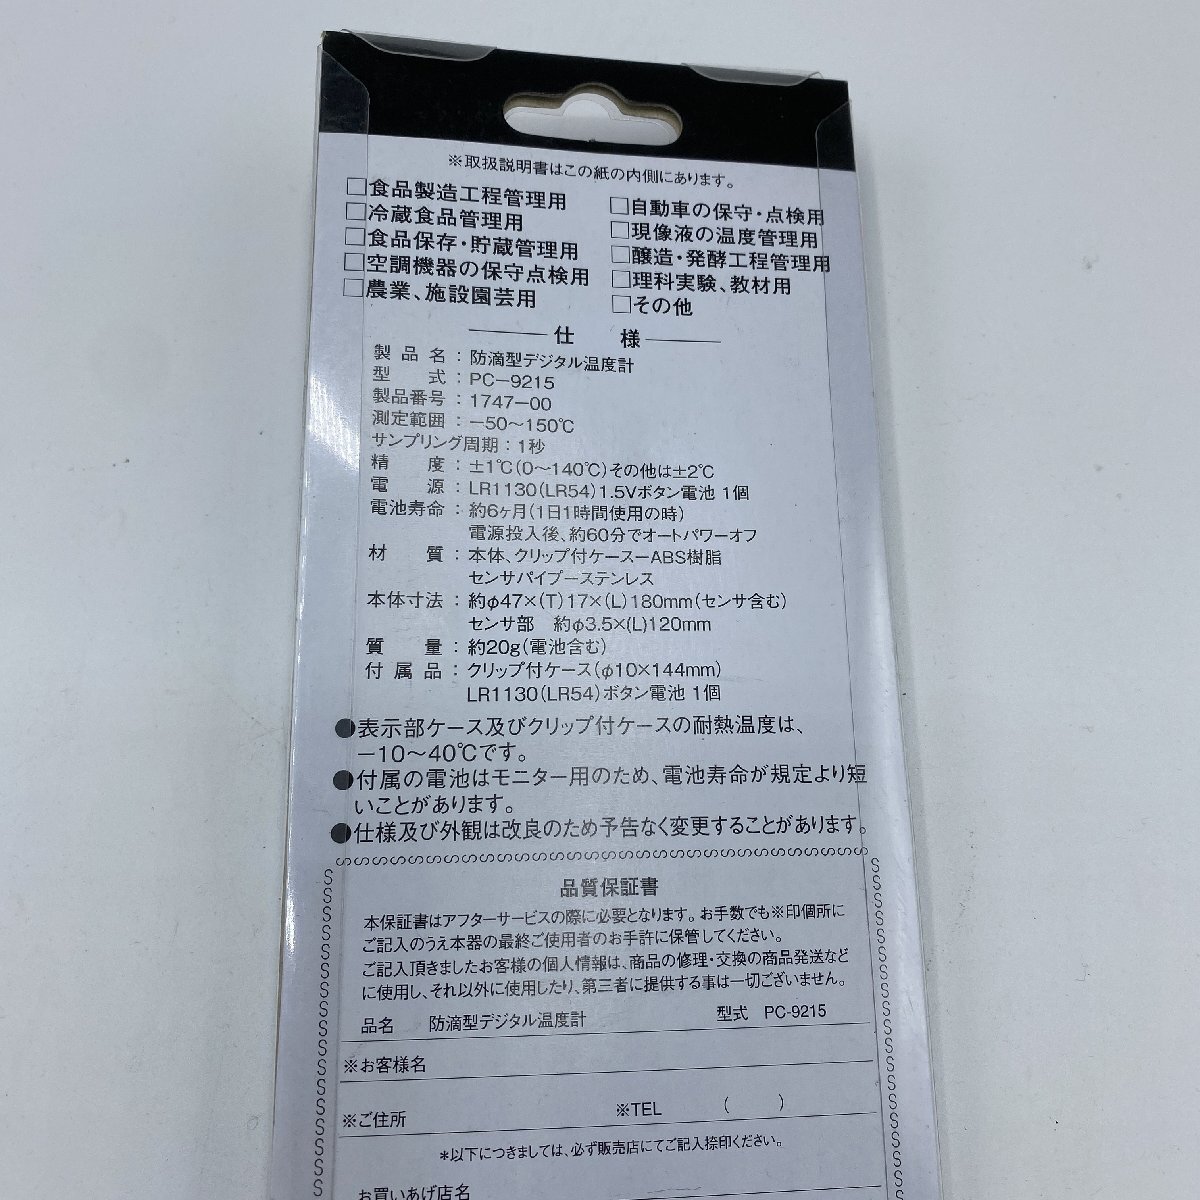 ※取扱説明書はこの紙の内側にあります。
□食品製造工程管理用
□冷蔵食品管理用
□食品保存・貯蔵管理用
□空調機器の保守点検用
□農業、施設園芸用
□自動車の保守・点検用
□現像液の温度管理用
□醸造・発酵工程管理用
□理科実験、教材用
□その他
仕 様
製品名：防滴型デジタル温度計
型 式：PC−9215
製品番号：1747−00
測定範囲：−50〜150℃
サンプリング周期：1秒
精 度：±1℃(0〜140℃)その他は±2℃
電 源：LR1130(LR54)1.5Vボタン電池 1個
電池寿命：約6ヶ月(1日1時間使用の時)
電源投入後、約60分でオートパワーオフ
材 質：本体、クリップ付ケースーABS樹脂
センサパイプーステンレス
本体寸法：約φ47×(T)17×(L)180mm(センサ含む)
センサ部 約φ3.5×(L)120mm
質 量：約20g(電池含む)
付属品：クリップ付ケース(φ10×144mm)
LR1130(LR54)ボタン電池 1個
●表示部ケース及びクリップ付ケースの耐熱温度は、
−10〜40℃です。
●付属の電池はモニター用のため、電池寿命が規定より短
いことがあります。
●仕様及び外観は改良のため予告なく変更することがあります。
品質保証書
本保証書はアフターサービスの際に必要となります。お手数でも※印個所に
ご記入のうえ本器の最終ご使用者のお手許に保管してください。
ご記入頂きましたお客様の個人情報は、商品の修理・交換の商品発送など
に使用し、それ以外に使用したり、第三者に提供する事は一切ございません。
品名 防滴型デジタル温度計 型式 PC-9215
※お客様名
※ご住所 ※TEL ( )
*以下につきましては、必ず販売店にてご記入捺印ください。
お買いあげ店名